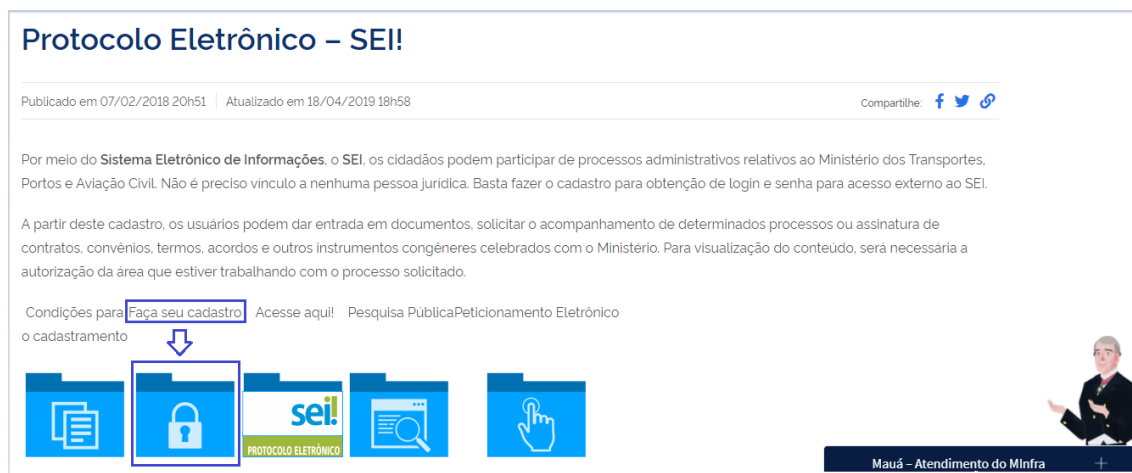 Protocolo Eletrônico – SEI!
Publicado em 07/02/2018 20h51 | Atualizado em 18/04/2019 18h58
Compartilhe:
Por meio do Sistema Eletrônico de Informações, o SEI, os cidadãos podem participar de processos administrativos relativos ao Ministério dos Transportes,
Portos e Aviação Civil. Não é preciso vínculo a nenhuma pessoa jurídica. Basta fazer o cadastro para obtenção de login e senha para acesso externo ao SEI.
A partir deste cadastro, os usuários podem dar entrada em documentos, solicitar o acompanhamento de determinados processos ou assinatura de
contratos, convênios, termos, acordos e outros instrumentos congêneres celebrados com o Ministério. Para visualização do conteúdo, será necessária a
autorização da área que estiver trabalhando com o processo solicitado.
Condições para Faça seu cadastro Acesse aqui! Pesquisa PúblicaPeticionamento Eletrônico
o cadastramento
sei!
PROTOCOLO ELETRÔNICO
Mauá – Atendimento do MInfra +